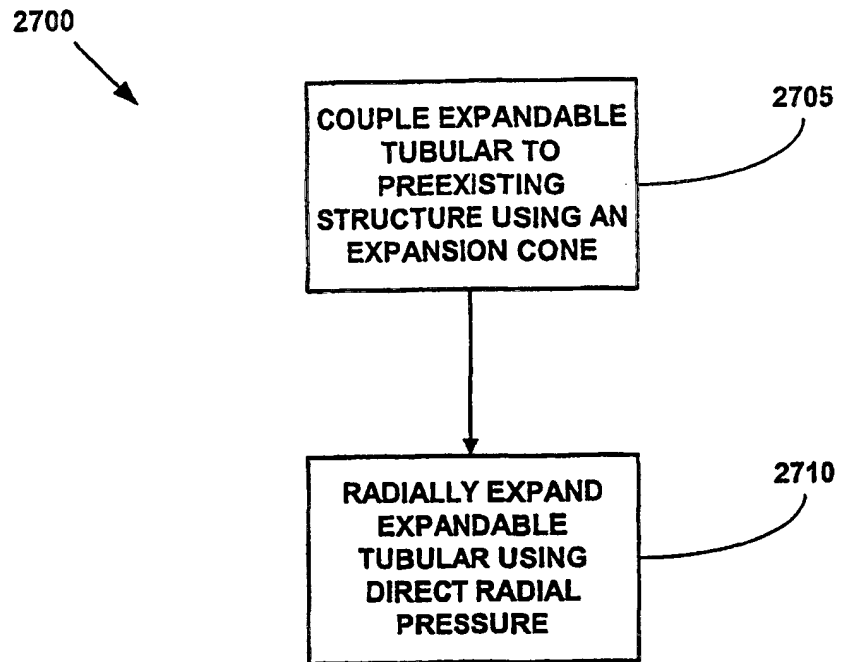 2700
COUPLE EXPANDABLE
TUBULAR TO
PREEXISTING
STRUCTURE USING AN
EXPANSION CONE
2705
RADIALLY EXPAND
EXPANDABLE
TUBULAR USING
DIRECT RADIAL
PRESSURE
2710